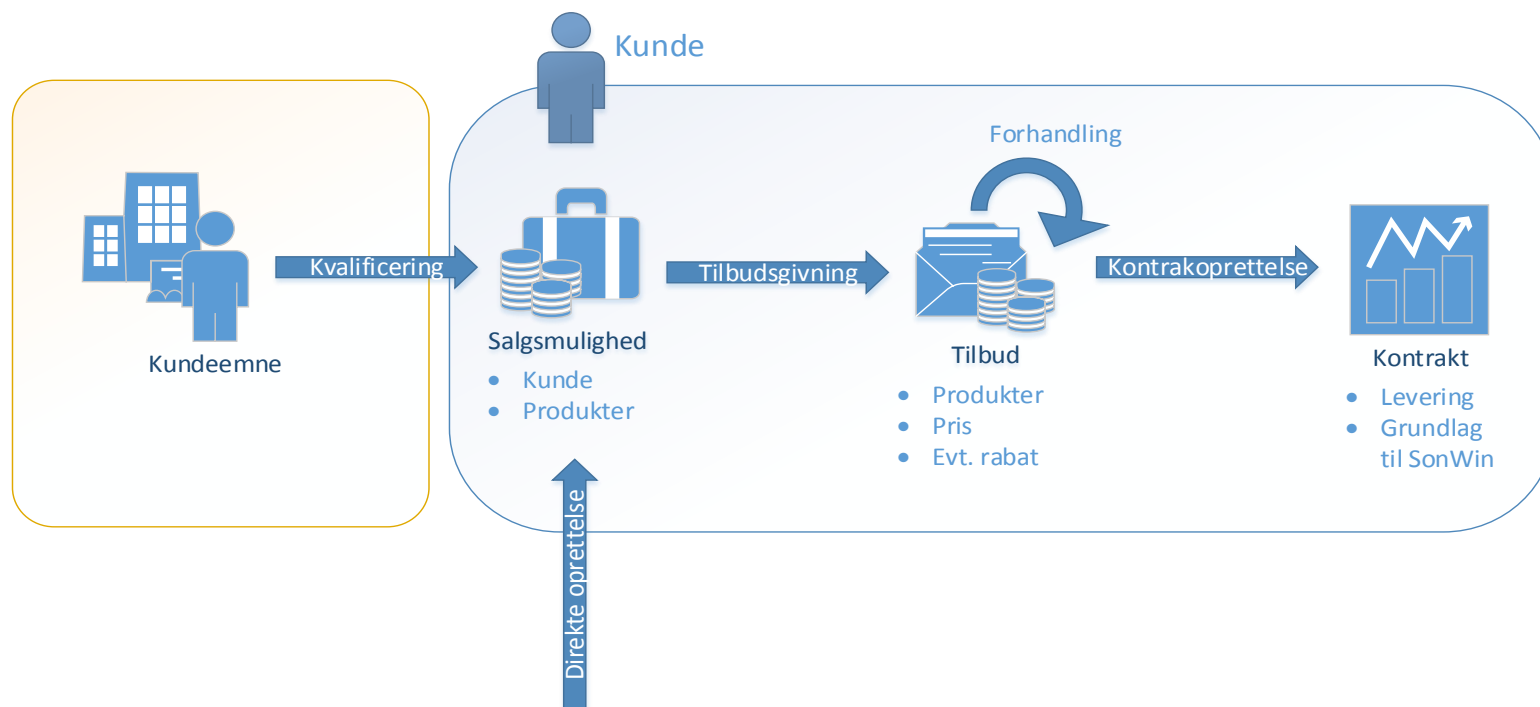 Kunde
Forhandling
Kvalificering
Tilbudsgivning
Kontrakoprettelse
Kundeemne
Salgsmulighed
• Kunde
• Produkter
Tilbud
• Produkter
• Pris
• Evt. rabat
Kontrakt
• Levering
• Grundlag
til SonWin
Direkte oprettelse